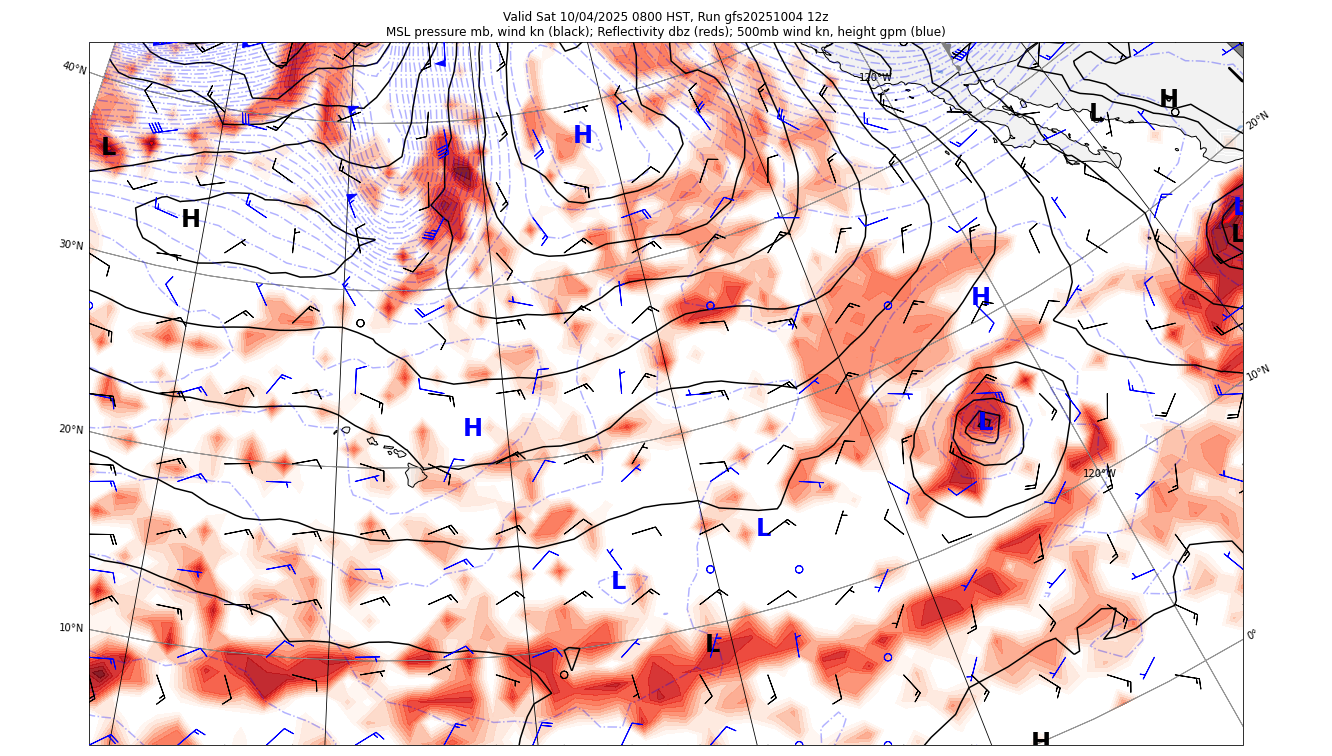 Valid Sat 10/04/2025 0800 HST, Run gfs20251004 12z
MSL pressure mb, wind kn (black); Reflectivity dbz (reds); 500mb wind kn, height gpm (blue)
40°N
120°W
H
L
20°N
H
L
H
L
L
30°N
H
10°N
H
L
20°N
120°W
L
L
10°N
0°
L
H